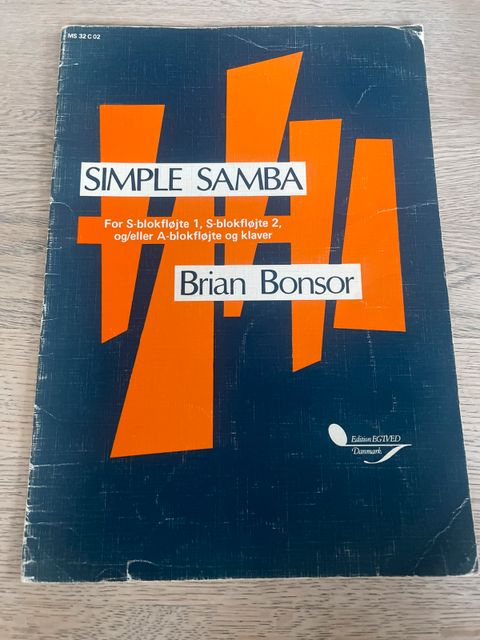 MS 32 C 02
SIMPLE SAMBA
For S-blokfløjte 1, S-blokfløjte 2,
og/eller A-blokfløjte og klaver
Brian Bonsor
Edition EGTVED
Danmark